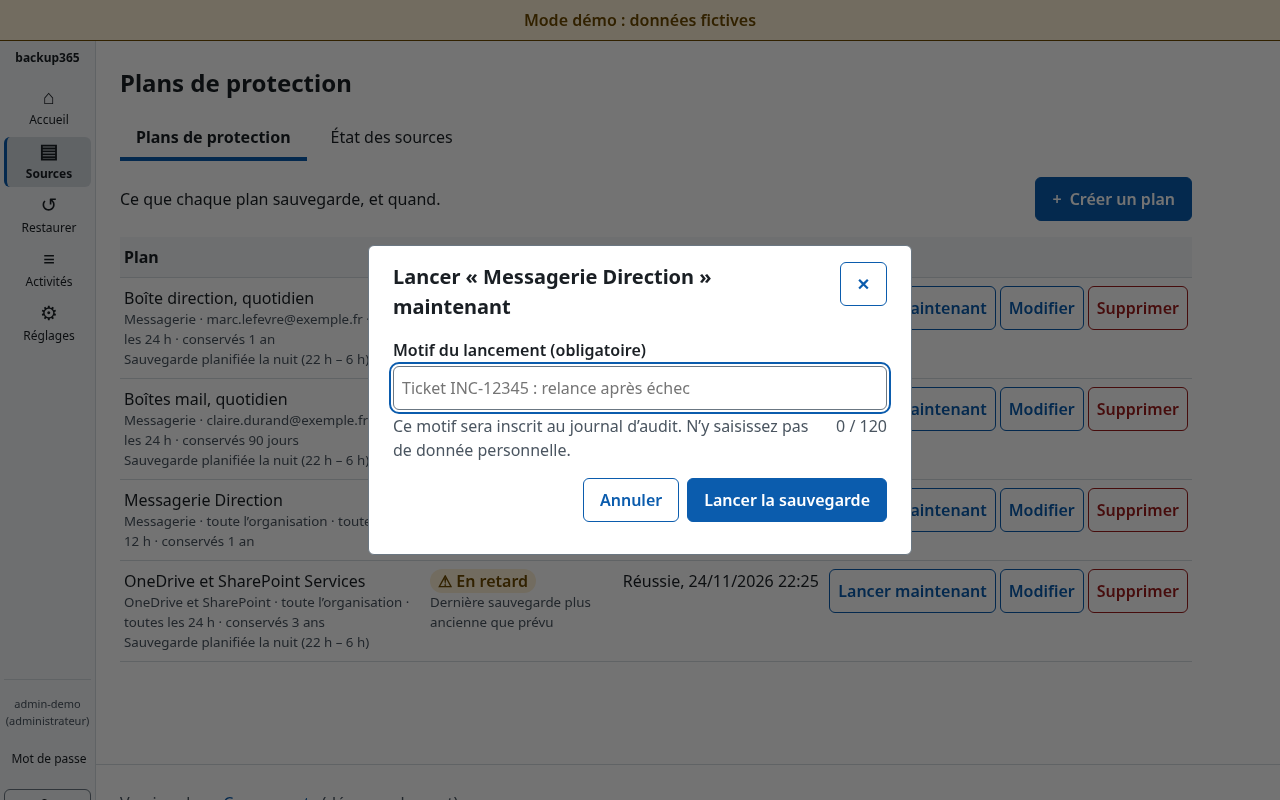 Mode démo : données fictives
backup365
Accueil
Sources
Restaurer
Activités
Réglages
admin-demo
(administrateur)
Mot de passe
Plans de protection
Plans de protection
État des sources
Ce que chaque plan sauvegarde, et quand.
+ Créer un plan
Plan
Boîte direction, quotidien
Messagerie · marc.lefevre@exemple.fr ·
les 24 h · conservés 1 an
Sauvegarde planifiée la nuit (22 h – 6 h)
Modifier
Supprimer
Boîtes mail, quotidien
Messagerie · claire.durand@exemple.fr
les 24 h · conservés 90 jours
Sauvegarde planifiée la nuit (22 h – 6 h)
Modifier
Supprimer
Messagerie Direction
Messagerie · toute l’organisation · toute
12 h · conservés 1 an
Modifier
Supprimer
OneDrive et SharePoint Services
OneDrive et SharePoint · toute l’organisation ·
toutes les 24 h · conservés 3 ans
Sauvegarde planifiée la nuit (22 h – 6 h)
⚠ En retard
Dernière sauvegarde plus
ancienne que prévu
Réussie, 24/11/2026 22:25
Lancer maintenant
Modifier
Supprimer
Lancer « Messagerie Direction »
maintenant
×
Motif du lancement (obligatoire)
Ticket INC-12345 : relance après échec
Ce motif sera inscrit au journal d’audit. N’y saisissez pas
de donnée personnelle.
0 / 120
Annuler
Lancer la sauvegarde